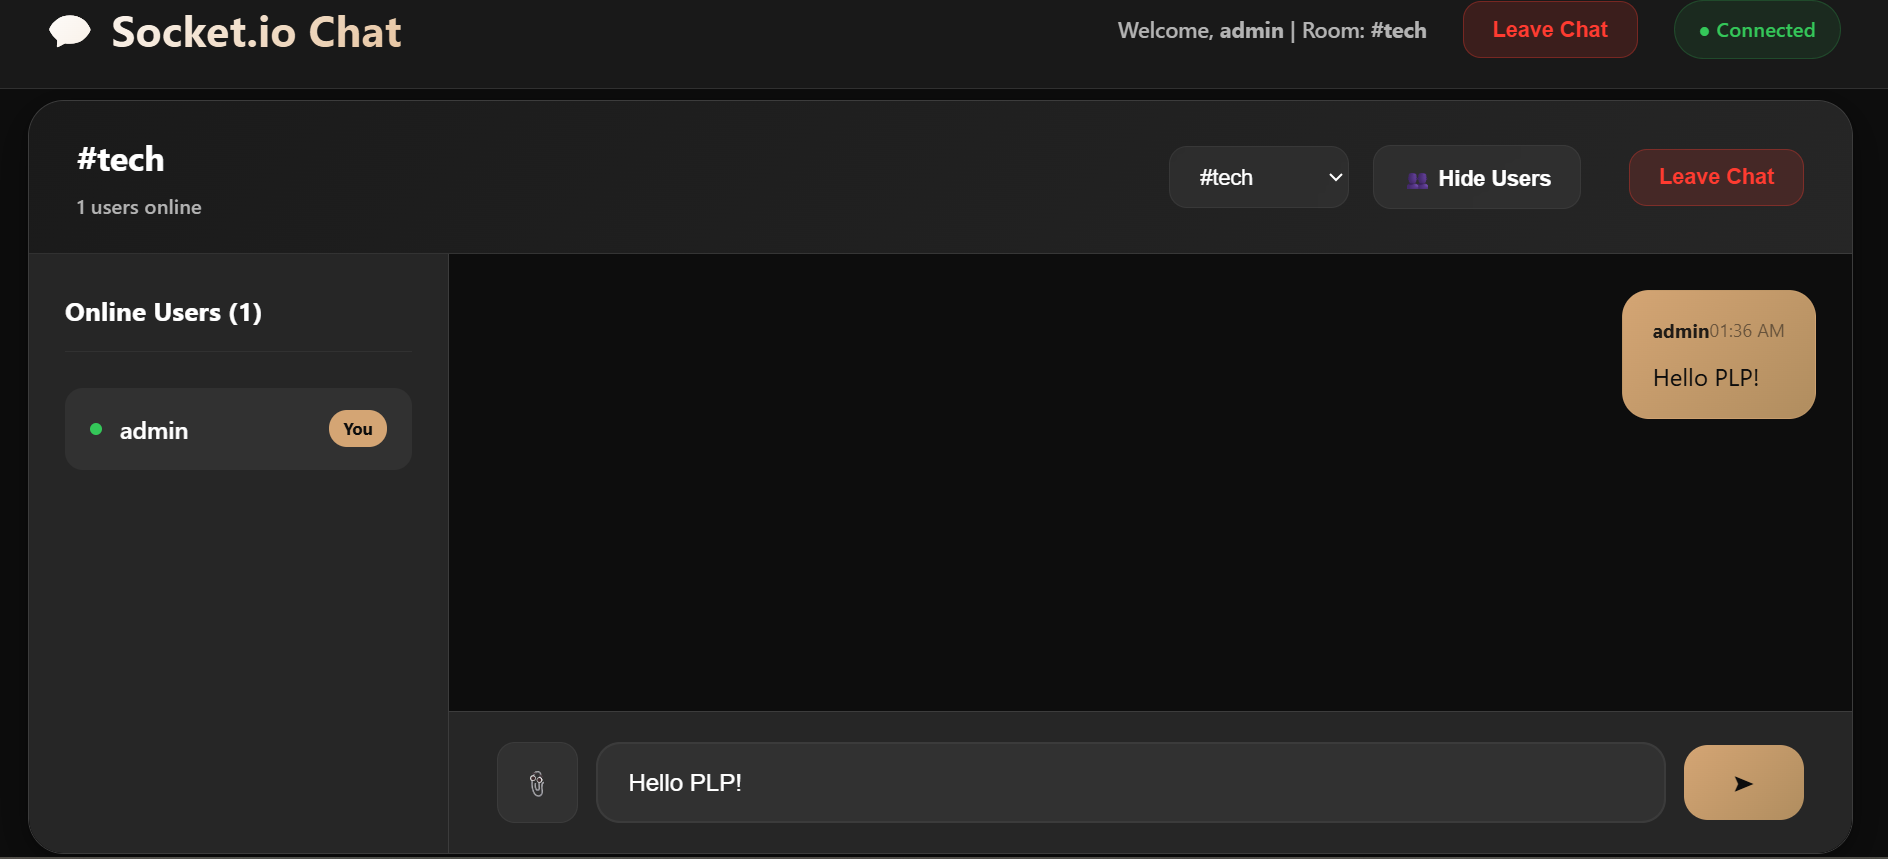 Socket.io Chat
Welcome, admin | Room: #tech
Leave Chat
● Connected
#tech
1 users online
#tech
Hide Users
Leave Chat
Online Users (1)
admin
You
admin01:36 AM
Hello PLP!
Hello PLP!